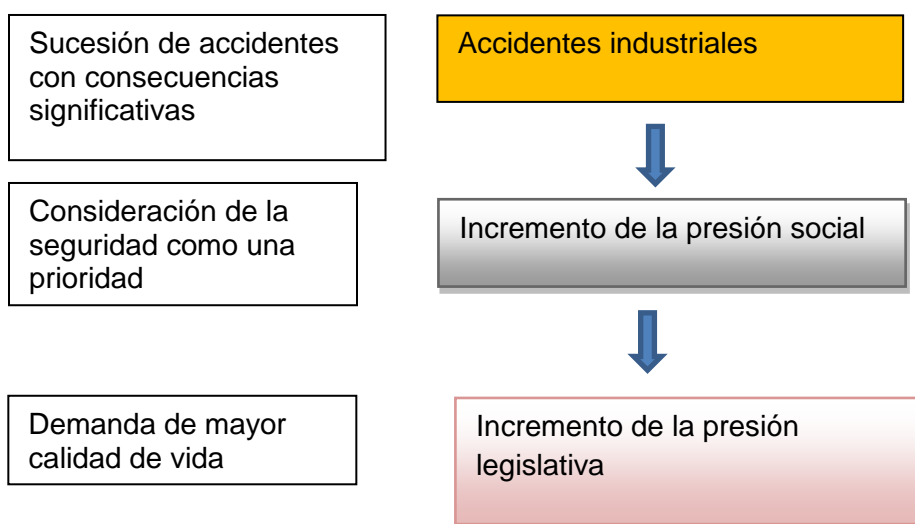 Sucesión de accidentes
con consecuencias
significativas
Accidentes industriales
Consideración de la
seguridad como una
prioridad
Incremento de la presión social
Demanda de mayor
calidad de vida
Incremento de la presión
legislativa